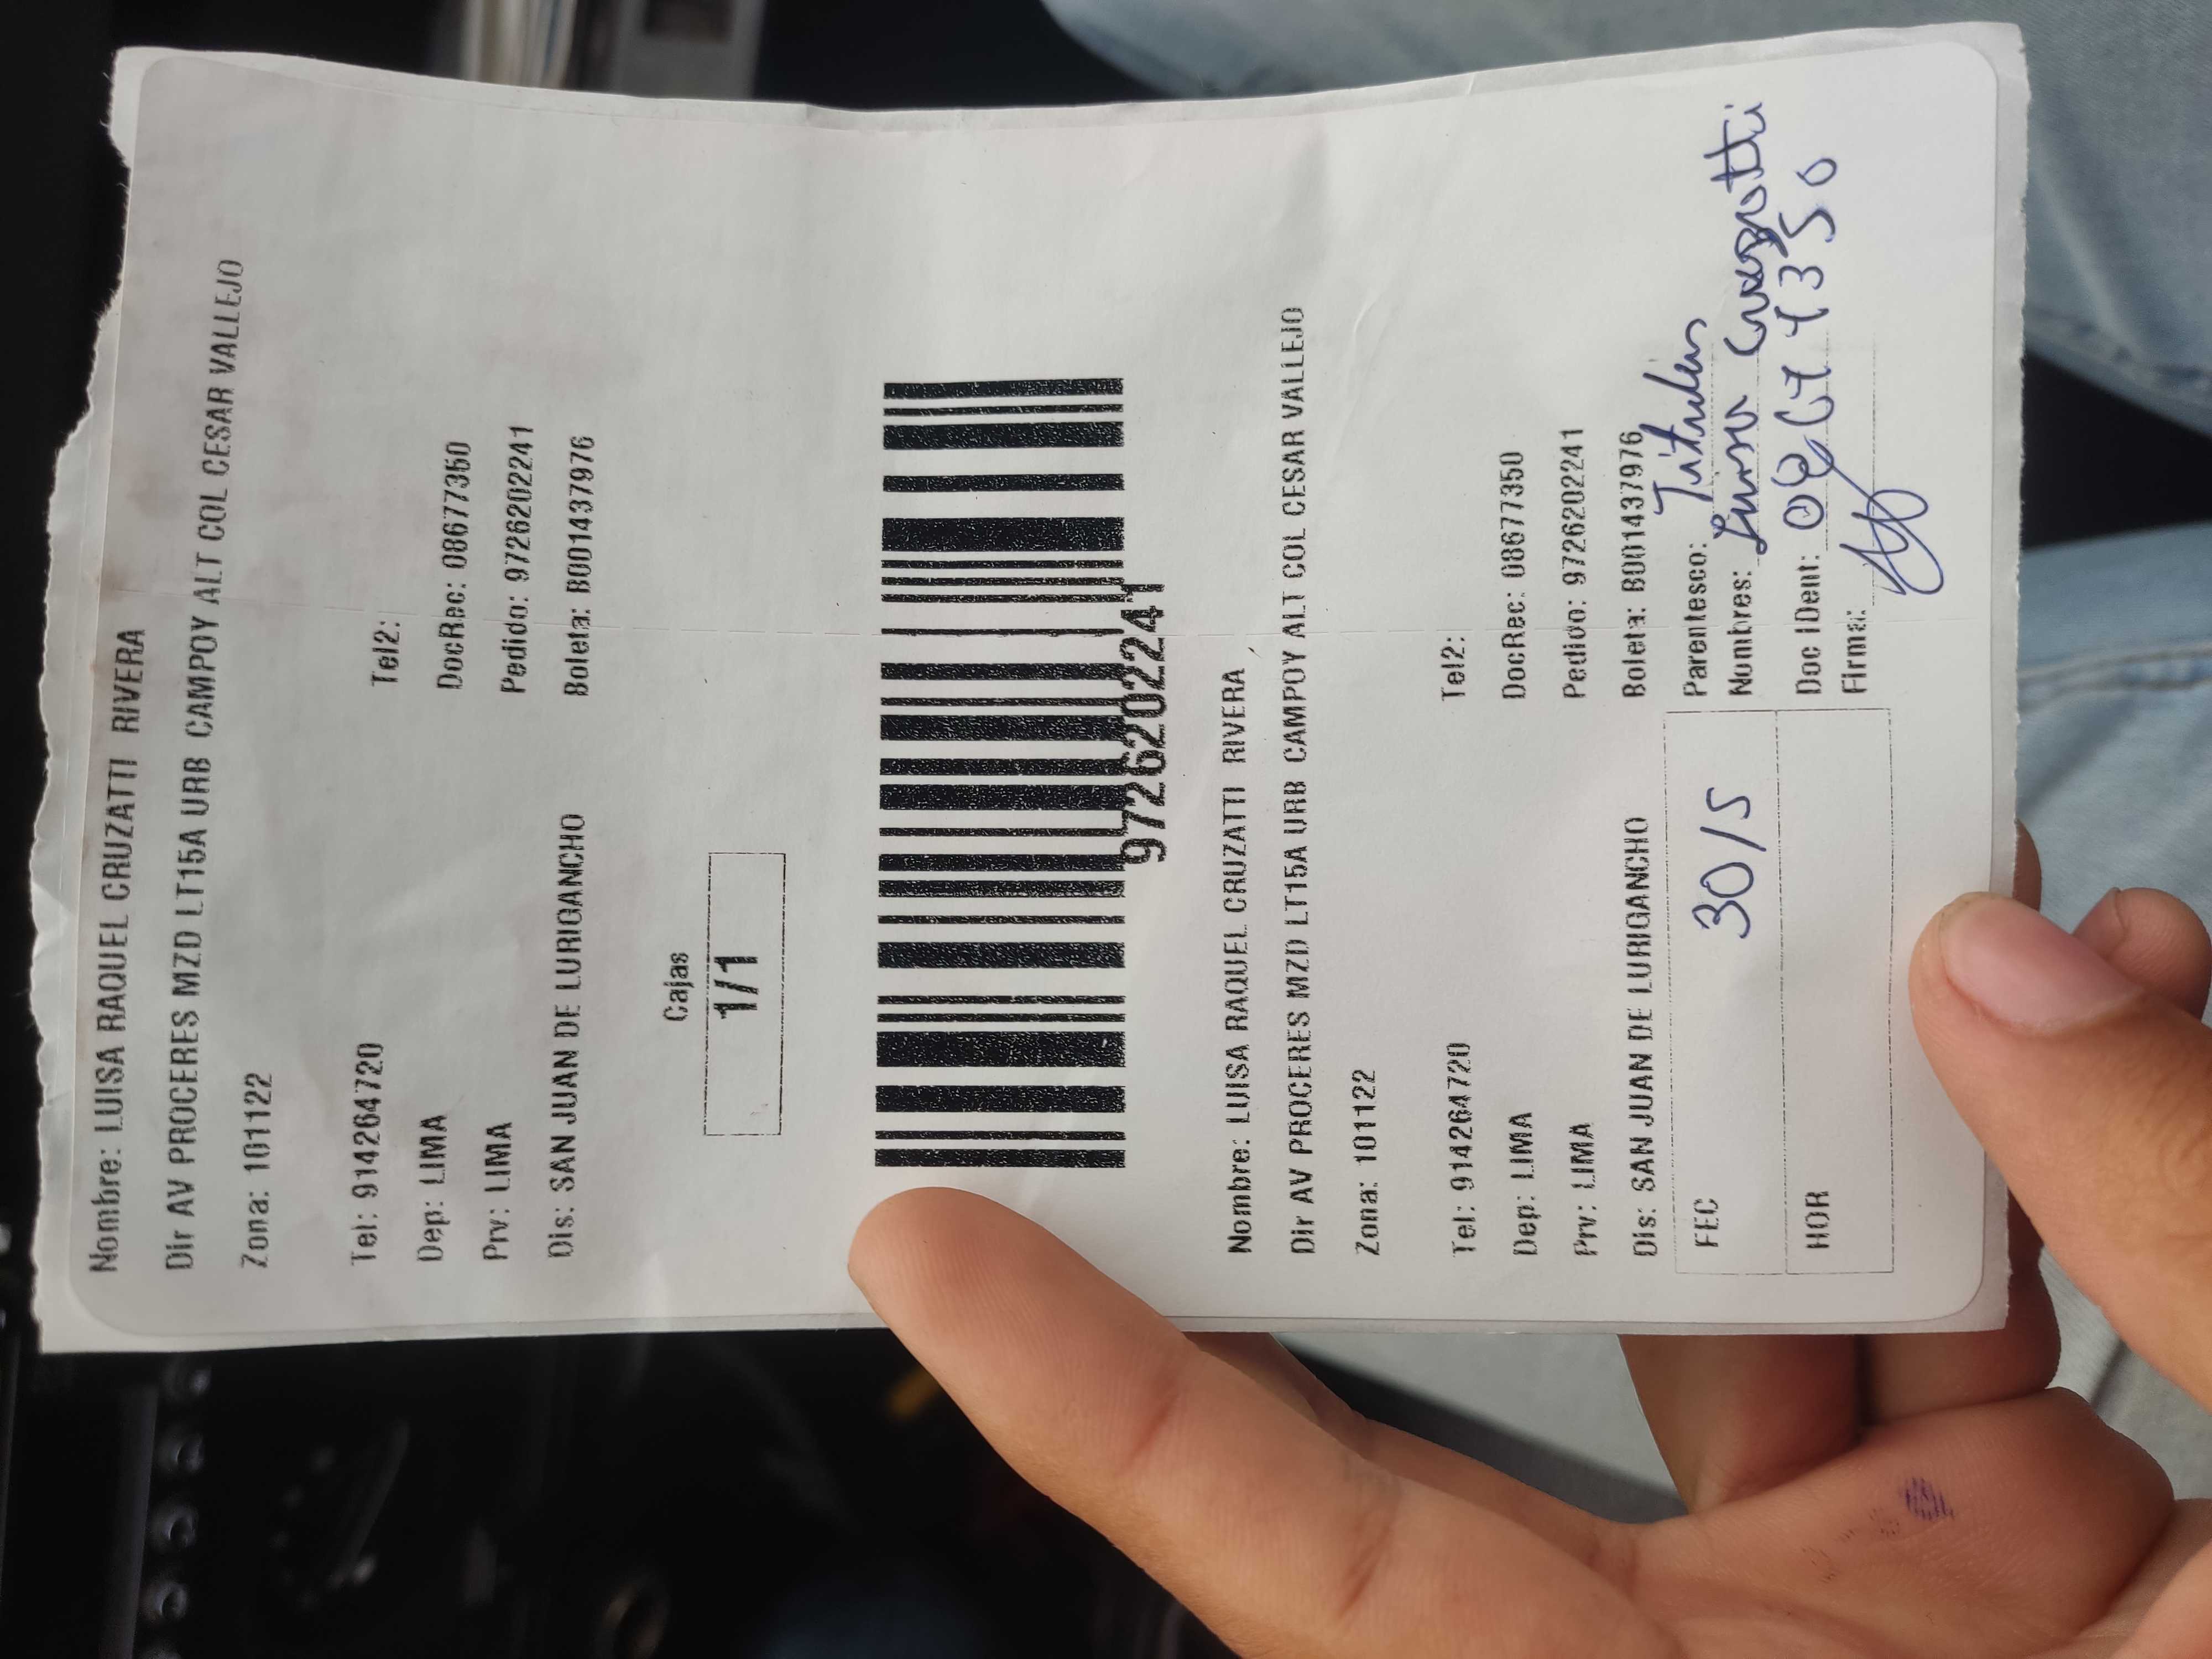 Nombre: LUISA RAQUEL CRUZATTI RIVERA
Dir AV PROCERES MZD LT15A URB CAMPOY ALT COL CESAR VALLEJO
Zona: 101122
Tel: 914264720 Tel2:
Dep: LIMA DocRec: 08677350
Prv: LIMA Pedido: 9726202241
Dis: SAN JUAN DE LURIGANCHO Boleta: B001437976
Cajas
1/1
9726202241
Nombre: LUISA RAQUEL CRUZATTI RIVERA
Dir AV PROCERES MZD LT15A URB CAMPOY ALT COL CESAR VALLEJO
Zona: 101122
Tel: 914264720 Tel2:
Dep: LIMA DocRec: 08677350
Prv: LIMA Pedido: 9726202241
Dis: SAN JUAN DE LURIGANCHO Boleta: B001437976
FEC 30/5 Parentesco: Titular
Nombres: Luisa
HOR Doc IDent:
Firma: